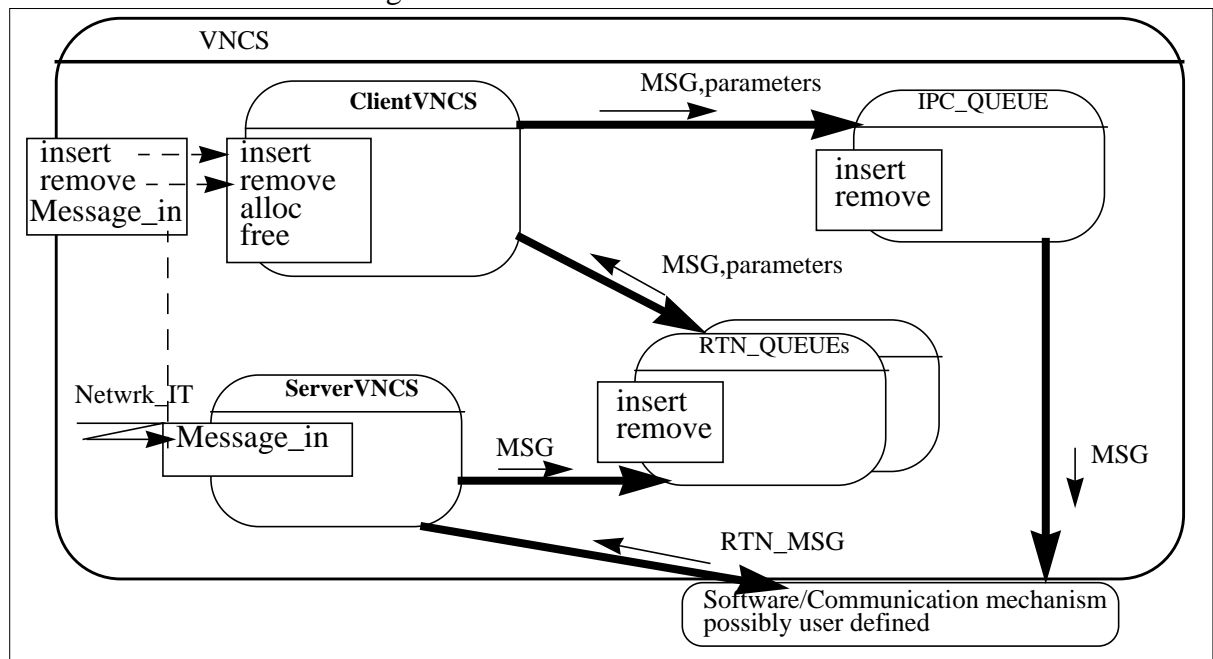 VNCS
ClientVNCS
MSG,parameters
IPC_QUEUE
insert
remove
Message_in
insert
remove
alloc
free
insert
remove
MSG,parameters
RTN_QUEUEs
insert
remove
Netwrk_IT
ServerVNCS
Message_in
MSG
MSG
RTN_MSG
Software/Communication mechanism
possibly user defined